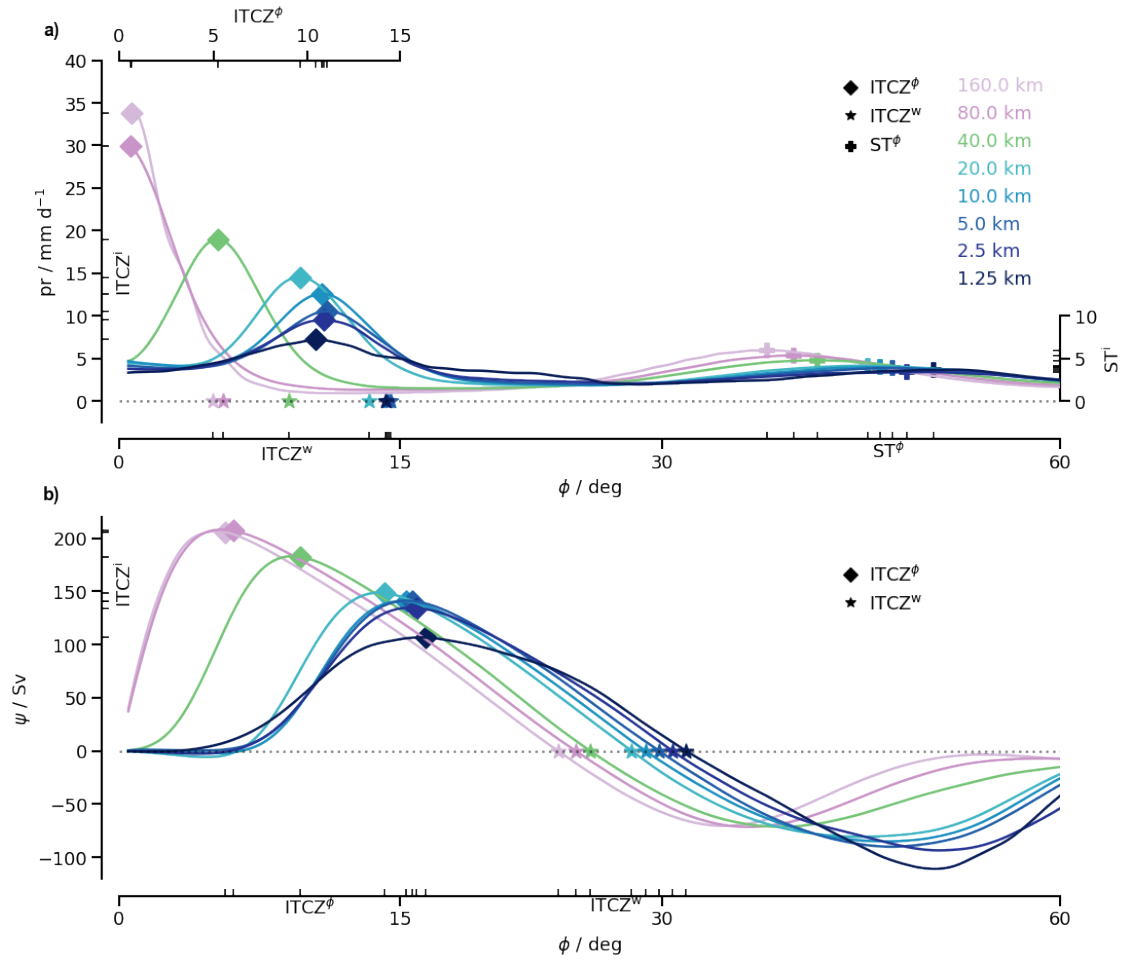 a)
ITCZ^ϕ
0 5 10 15
40
35
30
25
20
15
10
5
0
pr / mm d⁻¹
ITCZ^i
ITCZ^ϕ
ITCZ^w
ST^ϕ
160.0 km
80.0 km
40.0 km
20.0 km
10.0 km
5.0 km
2.5 km
1.25 km
10
5
0
ST^i
0 15 30 60
ITCZ^w
ST^ϕ
ϕ / deg
b)
200
150
100
50
0
−50
−100
ψ / Sv
ITCZ^i
ITCZ^ϕ
ITCZ^w
ITCZ^ϕ
ITCZ^w
0 15 30 60
ϕ / deg